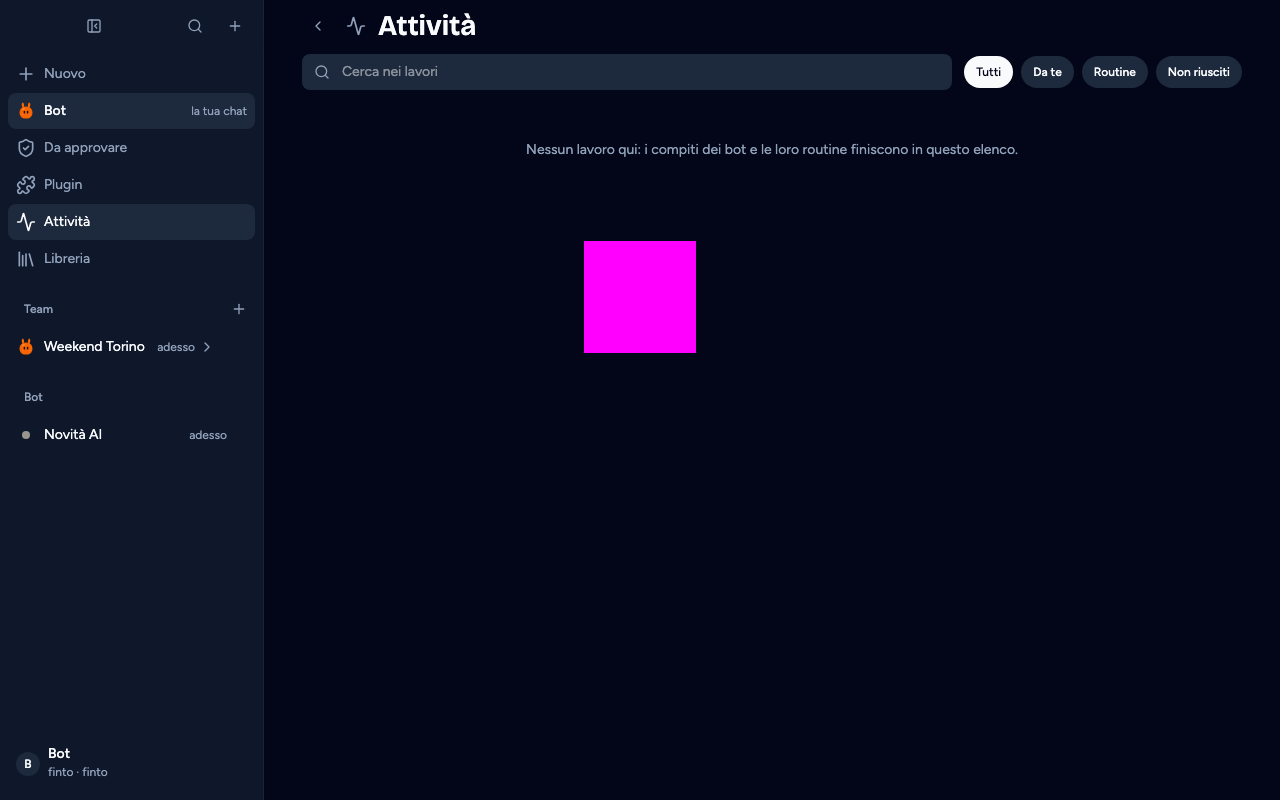 Attività
Nuovo
Cerca nei lavori
Tutti
Da te
Routine
Non riusciti
Bot
la tua chat
Da approvare
Nessun lavoro qui: i compiti dei bot e le loro routine finiscono in questo elenco.
Plugin
Attività
Libreria
Team
Weekend Torino
adesso
Bot
Novità AI
adesso
B
Bot
finto · finto